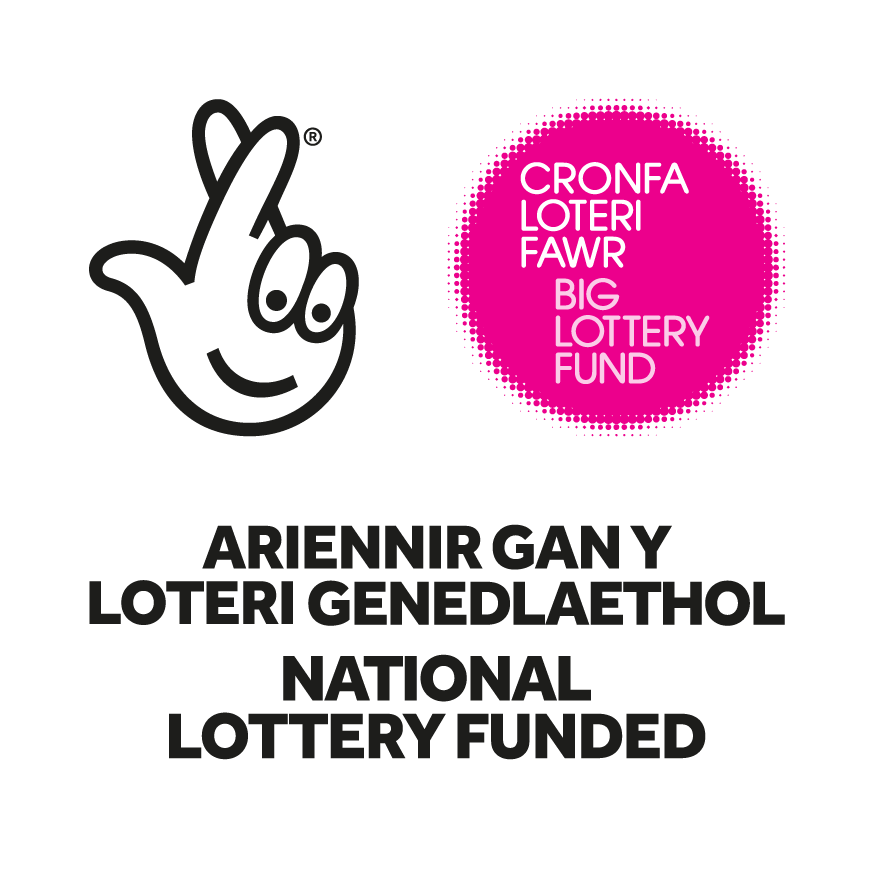 ®
CRONFA
LOTERI
FAWR
BIG
LOTTERY
FUND
ARIENNIR GAN Y
LOTERI GENEDLAETHOL
NATIONAL
LOTTERY FUNDED